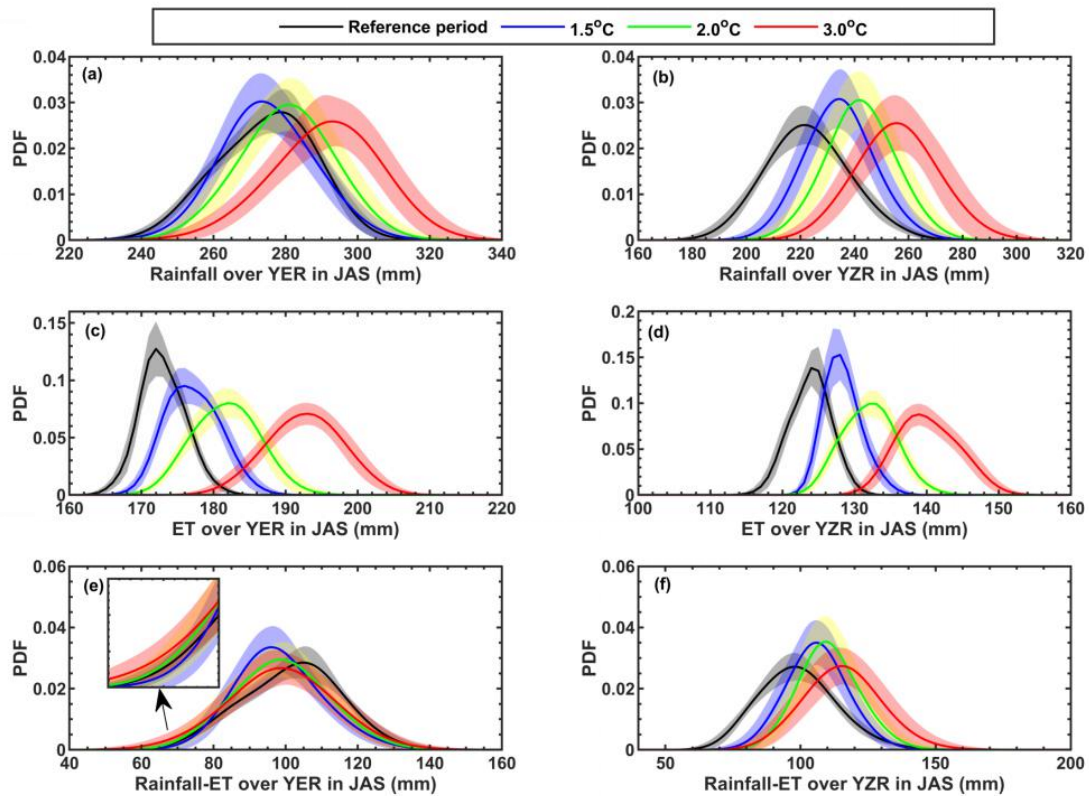 Reference period 1.5°C 2.0°C 3.0°C
(a) (b)
0.04 0.03 0.02 0.01 0
PDF
220 240 260 280 300 320 340
Rainfall over YER in JAS (mm)
0.04 0.03 0.02 0.01 0
PDF
160 180 200 220 240 260 280 300 320
Rainfall over YZR in JAS (mm)
(c) (d)
0.15 0.1 0.05 0
PDF
160 170 180 190 200 210 220
ET over YER in JAS (mm)
0.2 0.15 0.1 0.05 0
PDF
100 110 120 130 140 150 160
ET over YZR in JAS (mm)
(e) (f)
0.06 0.04 0.02 0
PDF
40 60 80 100 120 140 160
Rainfall-ET over YER in JAS (mm)
0.06 0.04 0.02 0
PDF
50 100 150 200
Rainfall-ET over YZR in JAS (mm)